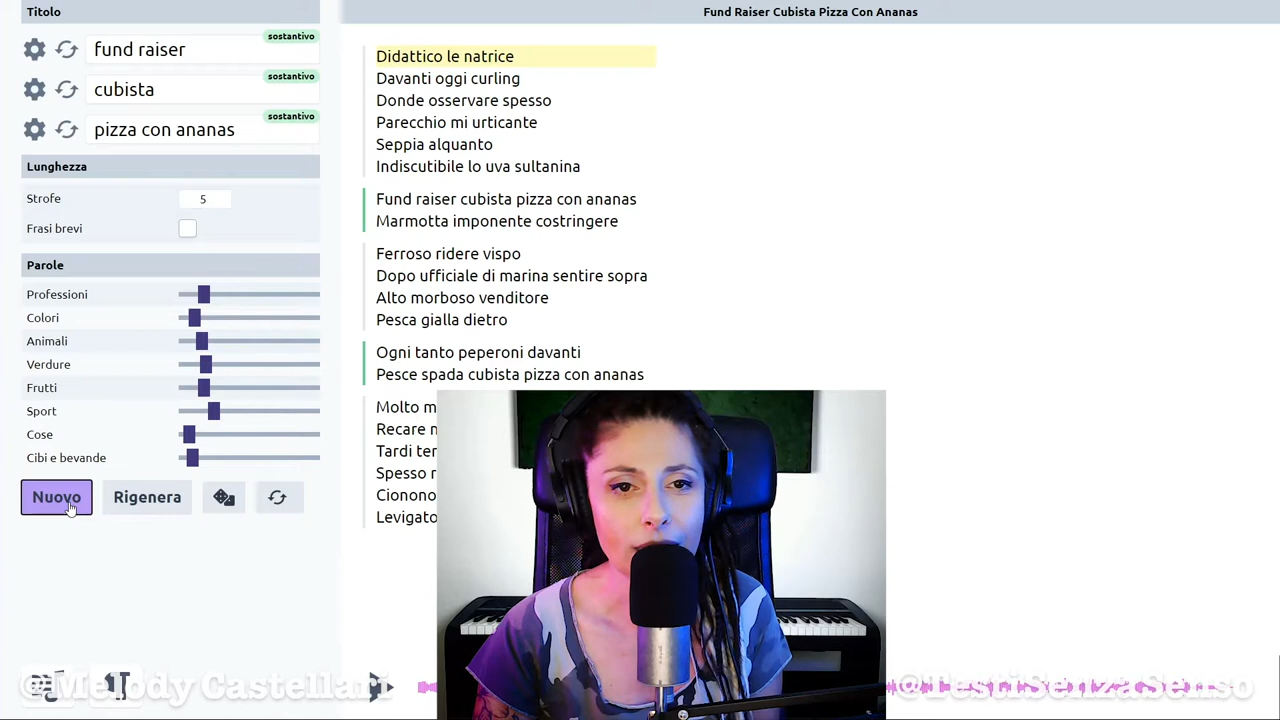 Titolo
fund raiser
sostantivo
cubista
sostantivo
pizza con ananas
sostantivo
Lunghezza
Strofe
5
Frasi brevi
Parole
Professioni
Colori
Animali
Verdure
Frutti
Sport
Cose
Cibi e bevande
Nuovo
Rigenera
Fund Raiser Cubista Pizza Con Ananas
Didattico le natrice
Davanti oggi curling
Donde osservare spesso
Parecchio mi urticante
Seppia alquanto
Indiscutibile lo uva sultanina
Fund raiser cubista pizza con ananas
Marmotta imponente costringere
Ferroso ridere vispo
Dopo ufficiale di marina sentire sopra
Alto morboso venditore
Pesca gialla dietro
Ogni tanto peperoni davanti
Pesce spada cubista pizza con ananas
Molto
Recare
Tardi
Spesso
Levigato
@MelodyCastellari
@TestiSenzaSenso